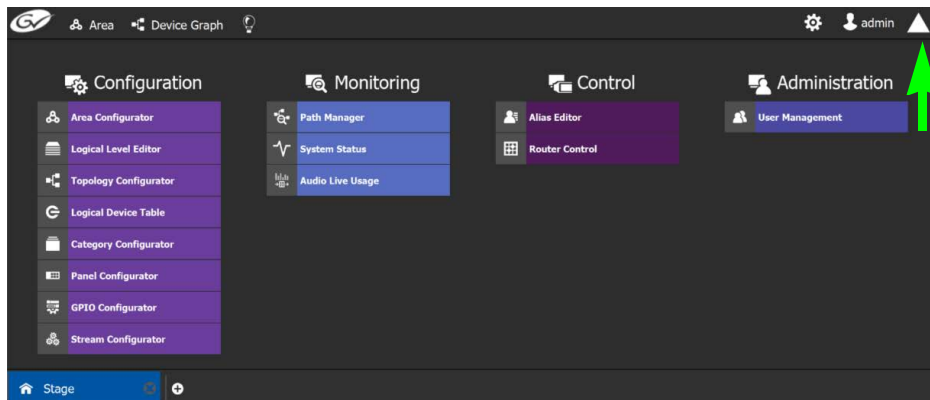 GV Area Device Graph admin
Configuration
Area Configurator
Logical Level Editor
Topology Configurator
Logical Device Table
Category Configurator
Panel Configurator
GPIO Configurator
Stream Configurator
Monitoring
Path Manager
System Status
Audio Live Usage
Control
Alias Editor
Router Control
Administration
User Management
Stage